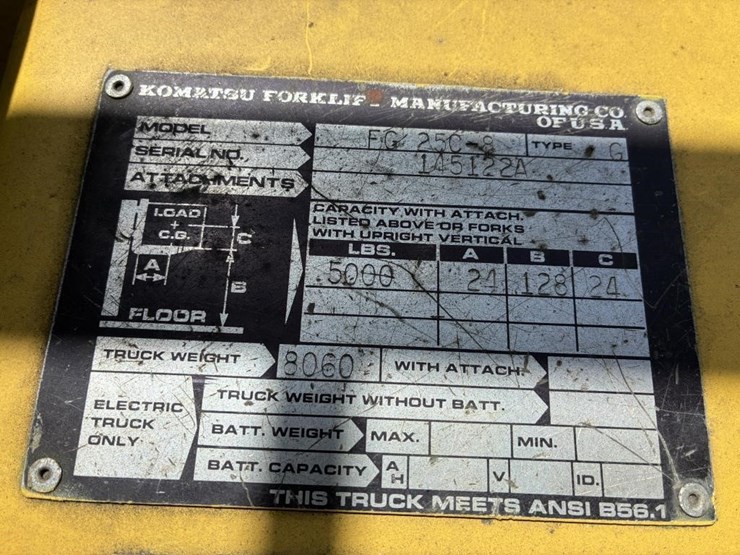 KOMATSU FORKLIFT MANUFACTURING CO.
OF U.S.A.
MODEL FG 25C-8 TYPE G
SERIAL NO. 145122A
ATTACHMENTS
CAPACITY WITH ATTACH.
LISTED ABOVE OR FORKS
WITH UPRIGHT VERTICAL
LOAD
+
C.G.
A
C
B
FLOOR
LBS. A B C
5000 24 128 24
TRUCK WEIGHT 8060 WITH ATTACH.
ELECTRIC
TRUCK
ONLY
TRUCK WEIGHT WITHOUT BATT.
BATT. WEIGHT MAX. MIN.
BATT. CAPACITY AH V. ID.
THIS TRUCK MEETS ANSI B56.1